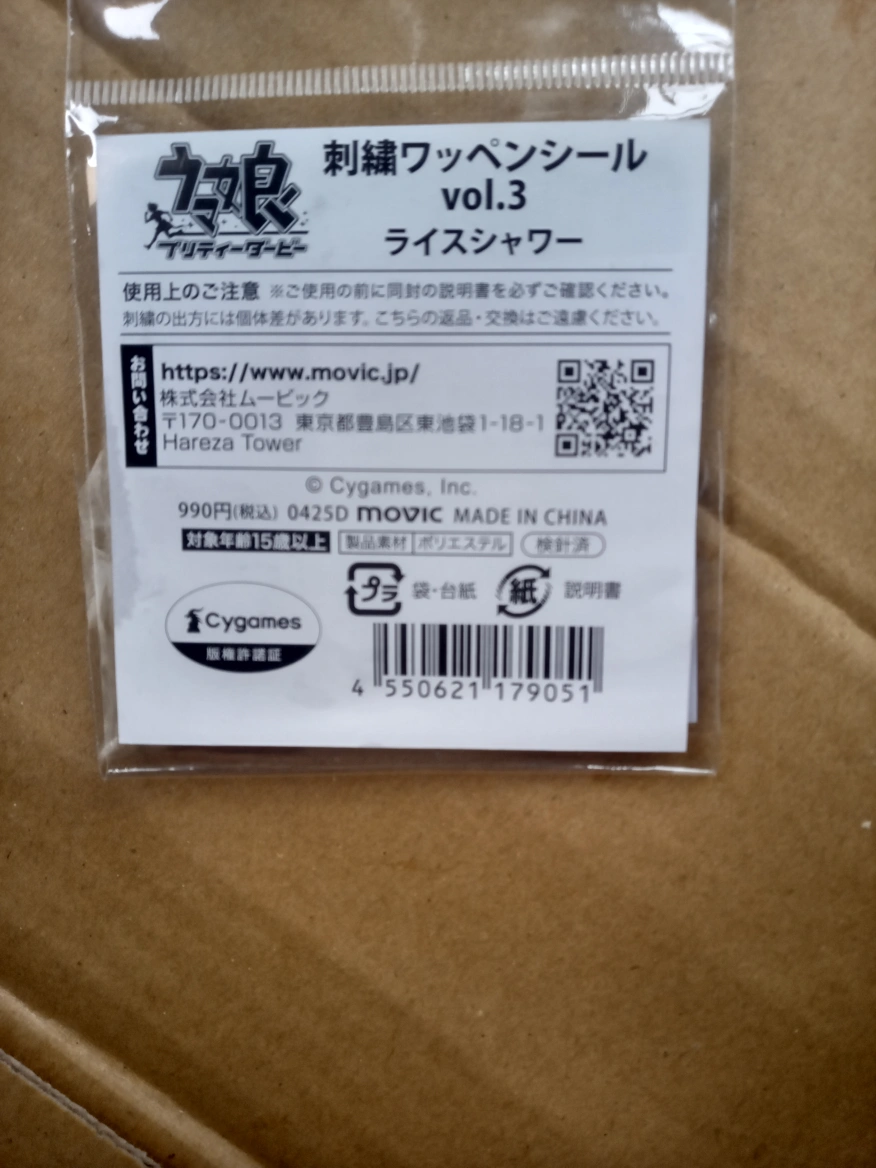 ウマ娘
プリティーダービー
刺繍ワッペンシール
vol.3
ライスシャワー
使用上のご注意 ※ご使用の前に同封の説明書を必ずご確認ください。
刺繍の出方には個体差があります。こちらの返品・交換はご遠慮ください。
お問い合わせ
https://www.movic.jp/
株式会社ムービック
〒170-0013 東京都豊島区東池袋1-18-1
Hareza Tower
© Cygames, Inc.
990円(税込) 0425D movic MADE IN CHINA
対象年齢15歳以上 製品素材 ポリエステル 検針済
プラ 袋・台紙 紙 説明書
Cygames
版権許諾証
4 550621 179051